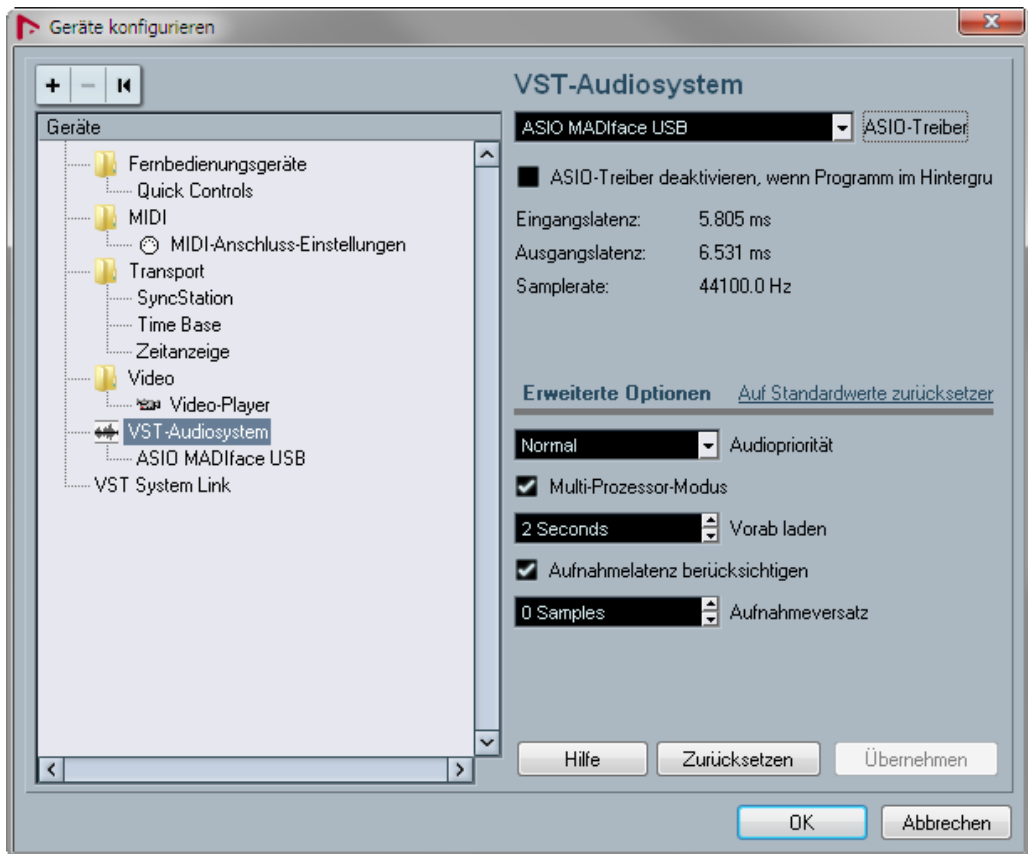 Geräte konfigurieren
Geräte
Fernbedienungsgeräte
Quick Controls
MIDI
MIDI-Anschluss-Einstellungen
Transport
SyncStation
Time Base
Zeitanzeige
Video
Video-Player
VST-Audiosystem
ASIO MADIface USB
VST System Link
VST-Audiosystem
ASIO MADIface USB ASIO-Treiber
ASIO-Treiber deaktivieren, wenn Programm im Hintergru
Eingangslatenz: 5.805 ms
Ausgangslatenz: 6.531 ms
Samplerate: 44100.0 Hz
Erweiterte Optionen Auf Standardwerte zurücksetzer
Normal Audiopriorität
Multi-Prozessor-Modus
2 Seconds Vorab laden
Aufnahmelatenz berücksichtigen
0 Samples Aufnahmeversatz
Hilfe Zurücksetzen Übernehmen
OK Abbrechen